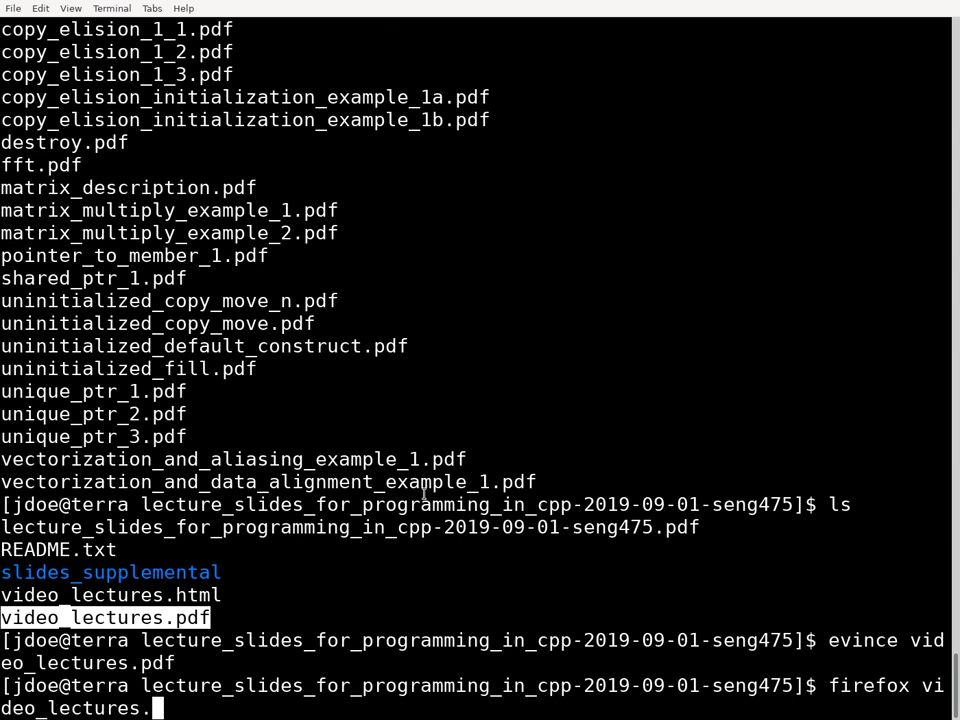 File Edit View Terminal Tabs Help
copy_elision_1_1.pdf
copy_elision_1_2.pdf
copy_elision_1_3.pdf
copy_elision_initialization_example_1a.pdf
copy_elision_initialization_example_1b.pdf
destroy.pdf
fft.pdf
matrix_description.pdf
matrix_multiply_example_1.pdf
matrix_multiply_example_2.pdf
pointer_to_member_1.pdf
shared_ptr_1.pdf
uninitialized_copy_move_n.pdf
uninitialized_copy_move.pdf
uninitialized_default_construct.pdf
uninitialized_fill.pdf
unique_ptr_1.pdf
unique_ptr_2.pdf
unique_ptr_3.pdf
vectorization_and_aliasing_example_1.pdf
vectorization_and_data_alignment_example_1.pdf
[jdoe@terra lecture_slides_for_programming_in_cpp-2019-09-01-seng475]$ ls
lecture_slides_for_programming_in_cpp-2019-09-01-seng475.pdf
README.txt
slides_supplemental
video_lectures.html
video_lectures.pdf
[jdoe@terra lecture_slides_for_programming_in_cpp-2019-09-01-seng475]$ evince vid
eo_lectures.pdf
[jdoe@terra lecture_slides_for_programming_in_cpp-2019-09-01-seng475]$ firefox vi
deo_lectures.